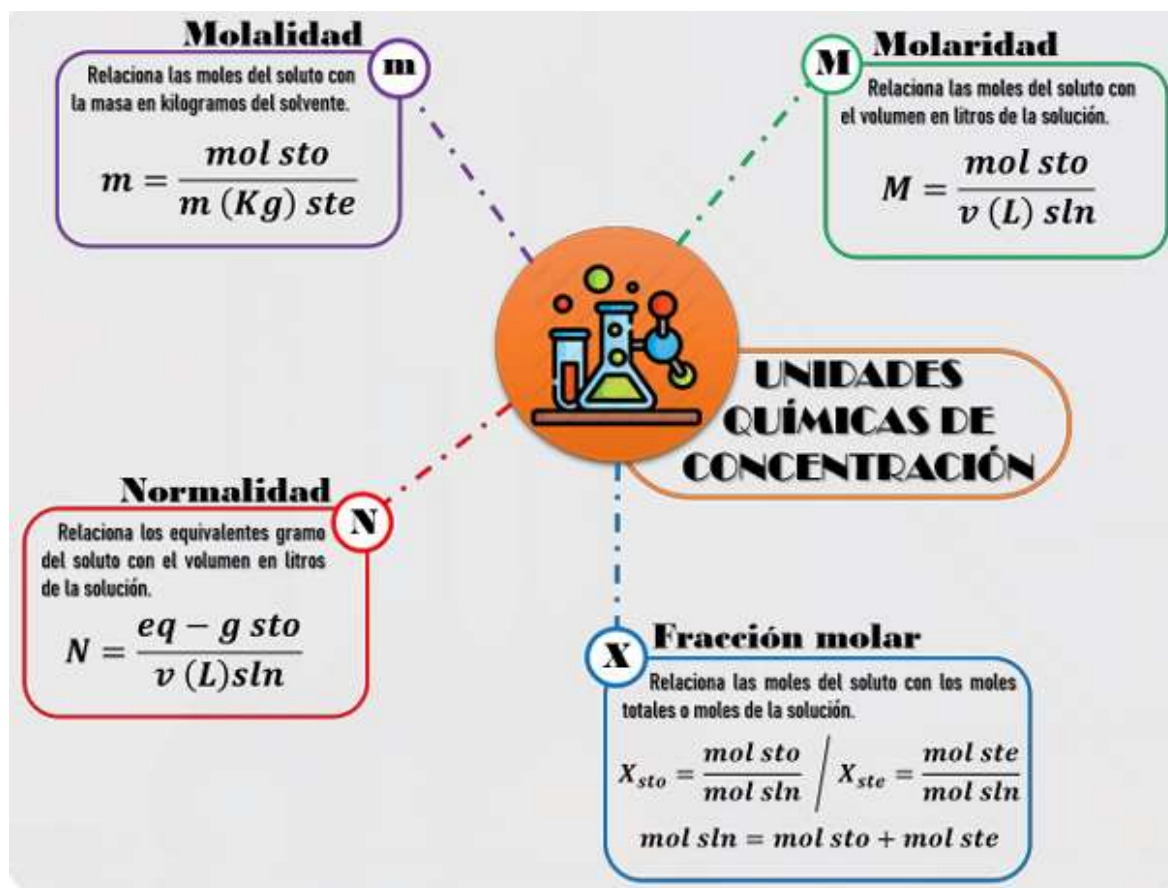 Molalidad
m
Relaciona las moles del soluto con
la masa en kilogramos del solvente.
m = mol sto / m (Kg) ste
Molaridad
M
Relaciona las moles del soluto con
el volumen en litros de la solución.
M = mol sto / v (L) sln
UNIDADES
QUÍMICAS DE
CONCENTRACIÓN
Normalidad
N
Relaciona los equivalentes gramo
del soluto con el volumen en litros
de la solución.
N = eq − g sto / v (L)sln
Fracción molar
X
Relaciona las moles del soluto con los moles
totales o moles de la solución.
X_sto = mol sto / mol sln / X_ste = mol ste / mol sln
mol sln = mol sto + mol ste